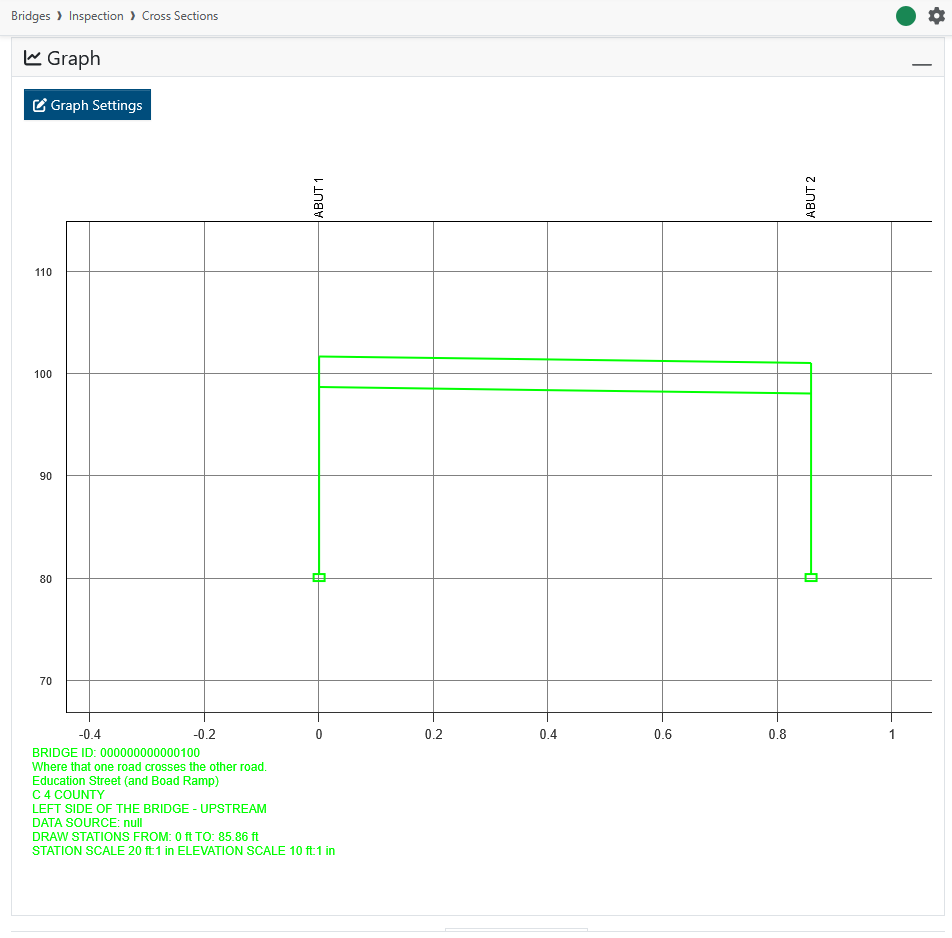 Bridges ❯ Inspection ❯ Cross Sections
Graph
Graph Settings
ABUT 1
ABUT 2
110
100
90
80
70
-0.4 -0.2 0 0.2 0.4 0.6 0.8 1
BRIDGE ID: 000000000000100
Where that one road crosses the other road.
Education Street (and Boad Ramp)
C 4 COUNTY
LEFT SIDE OF THE BRIDGE - UPSTREAM
DATA SOURCE: null
DRAW STATIONS FROM: 0 ft TO: 85.86 ft
STATION SCALE 20 ft:1 in ELEVATION SCALE 10 ft:1 in